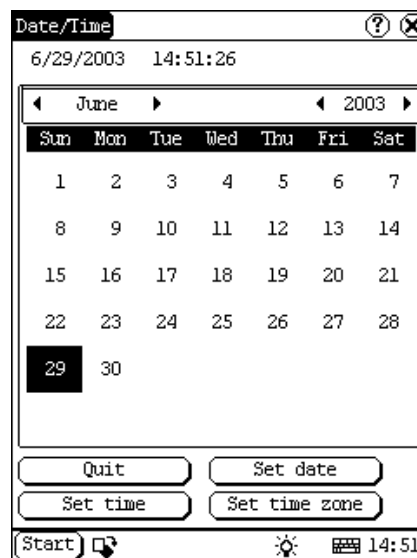 Date/Time ?
6/29/2003 14:51:26
June 2003
Sun Mon Tue Wed Thu Fri Sat
1 2 3 4 5 6 7
8 9 10 11 12 13 14
15 16 17 18 19 20 21
22 23 24 25 26 27 28
29 30
Quit Set date
Set time Set time zone
Start 14:51